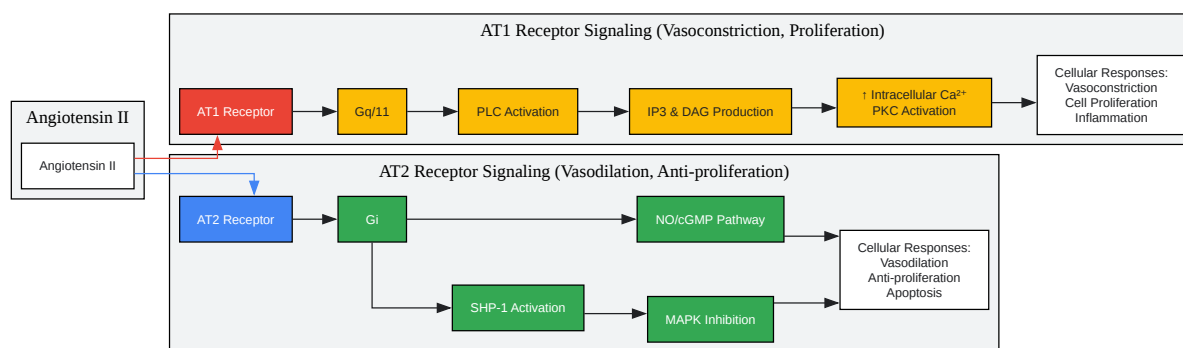 AT1 Receptor Signaling (Vasoconstriction, Proliferation)
AT1 Receptor
Gq/11
PLC Activation
IP3 & DAG Production
↑ Intracellular Ca²⁺
PKC Activation
Cellular Responses:
Vasoconstriction
Cell Proliferation
Inflammation
Angiotensin II
Angiotensin II
AT2 Receptor Signaling (Vasodilation, Anti-proliferation)
AT2 Receptor
Gi
NO/cGMP Pathway
SHP-1 Activation
MAPK Inhibition
Cellular Responses:
Vasodilation
Anti-proliferation
Apoptosis